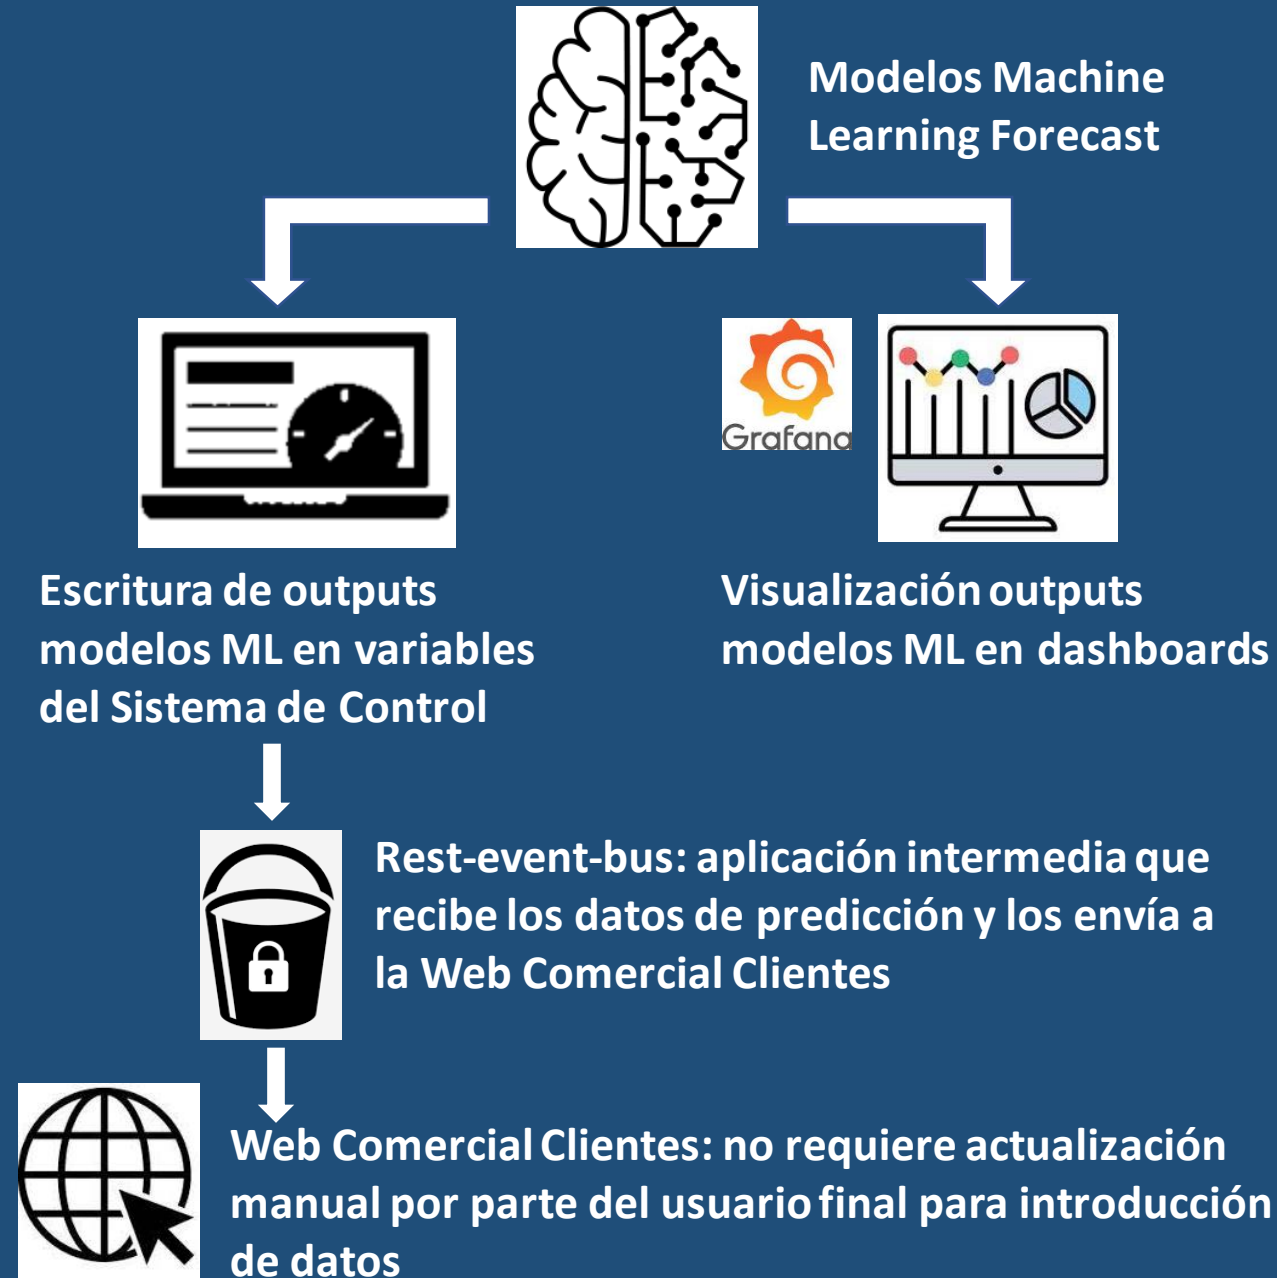 Modelos Machine
Learning Forecast
Grafana
Escritura de outputs
modelos ML en variables
del Sistema de Control
Visualización outputs
modelos ML en dashboards
Rest-event-bus: aplicación intermedia que
recibe los datos de predicción y los envía a
la Web Comercial Clientes
Web Comercial Clientes: no requiere actualización
manual por parte del usuario final para introducción
de datos